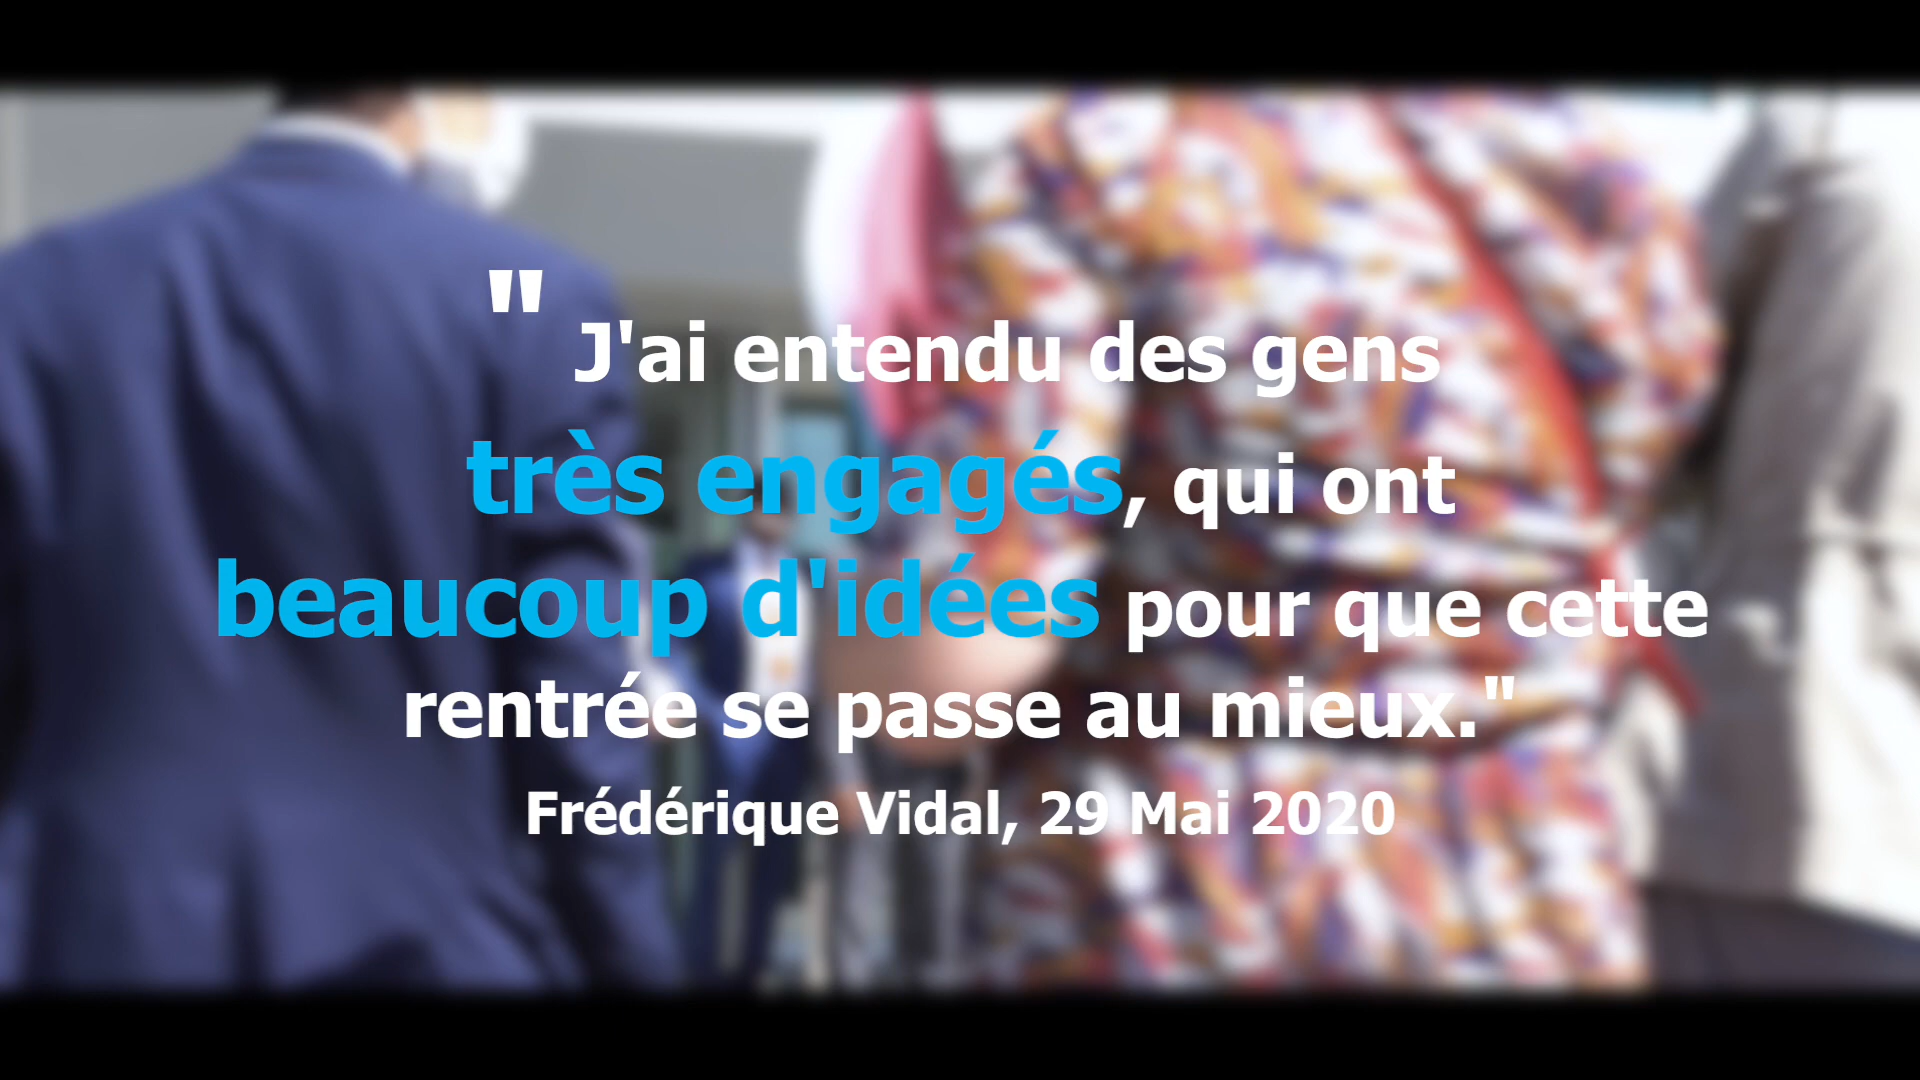 " J'ai entendu des gens
très engagés, qui ont
beaucoup d'idées pour que cette
rentrée se passe au mieux."
Frédérique Vidal, 29 Mai 2020